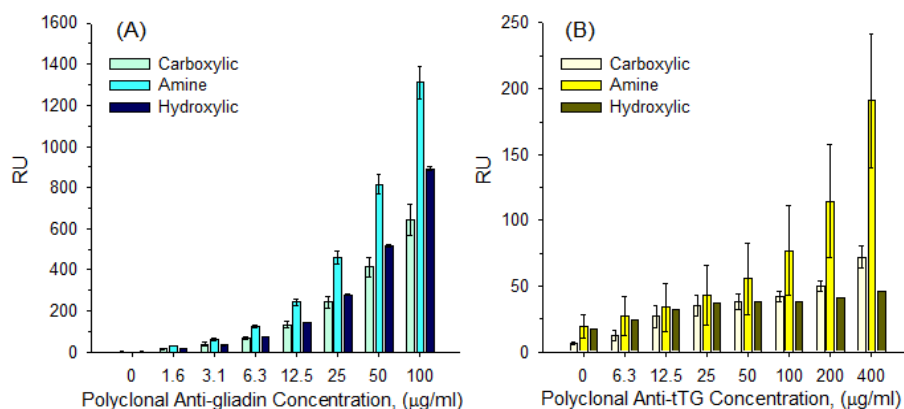 (A)
Carboxylic
Amine
Hydroxylic
RU
1600
1400
1200
1000
800
600
400
200
0
0 1.6 3.1 6.3 12.5 25 50 100
Polyclonal Anti-gliadin Concentration, (μg/ml)
(B)
Carboxylic
Amine
Hydroxylic
RU
250
200
150
100
50
0
0 6.3 12.5 25 50 100 200 400
Polyclonal Anti-tTG Concentration, (μg/ml)